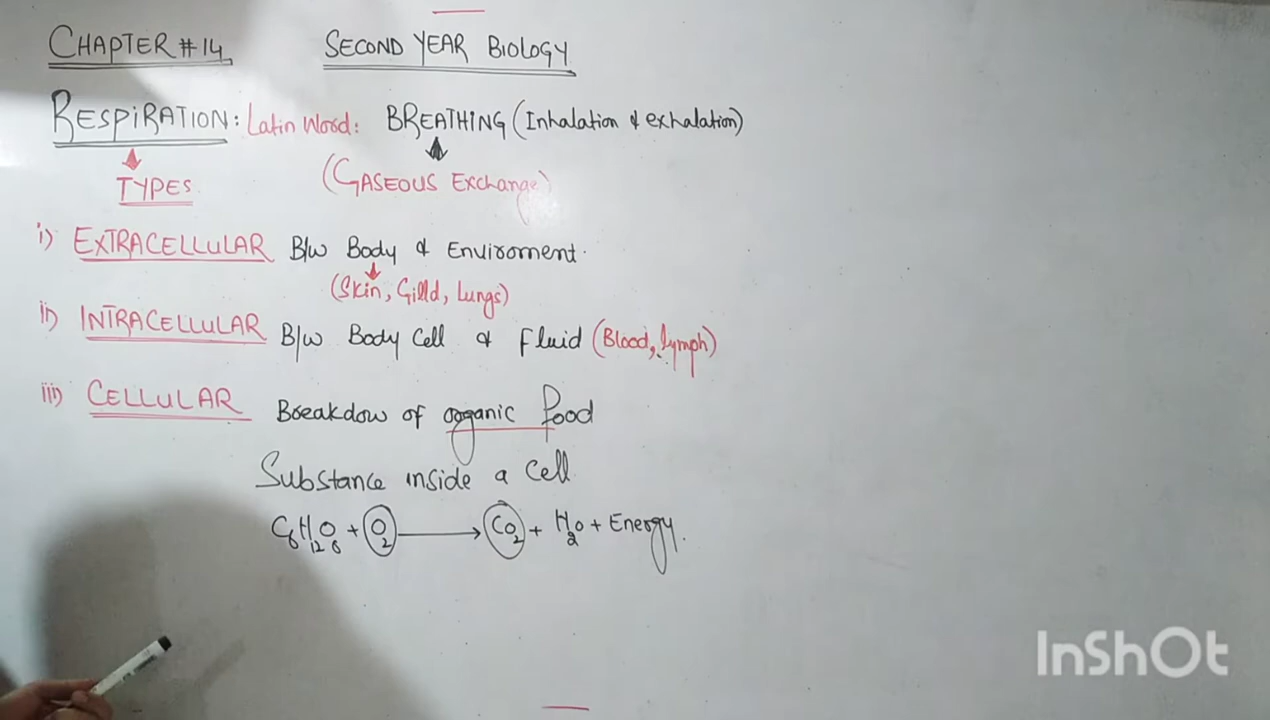 CHAPTER # 14 SECOND YEAR BIOLOGY
RESPIRATION: Latin Word: BREATHING (Inhalation & exhalation)
TYPES (GASEOUS Exchange)
i) EXTRACELLULAR B/w Body & Enviroment.
(Skin, Gilld, Lungs)
ii) INTRACELLULAR B/w Body Cell & Fluid (Blood, lymph)
iii) CELLULAR Breakdow of organic food
Substance inside a cell
C6H12O6 + O2 → CO2 + H2O + Energy.
InShOt